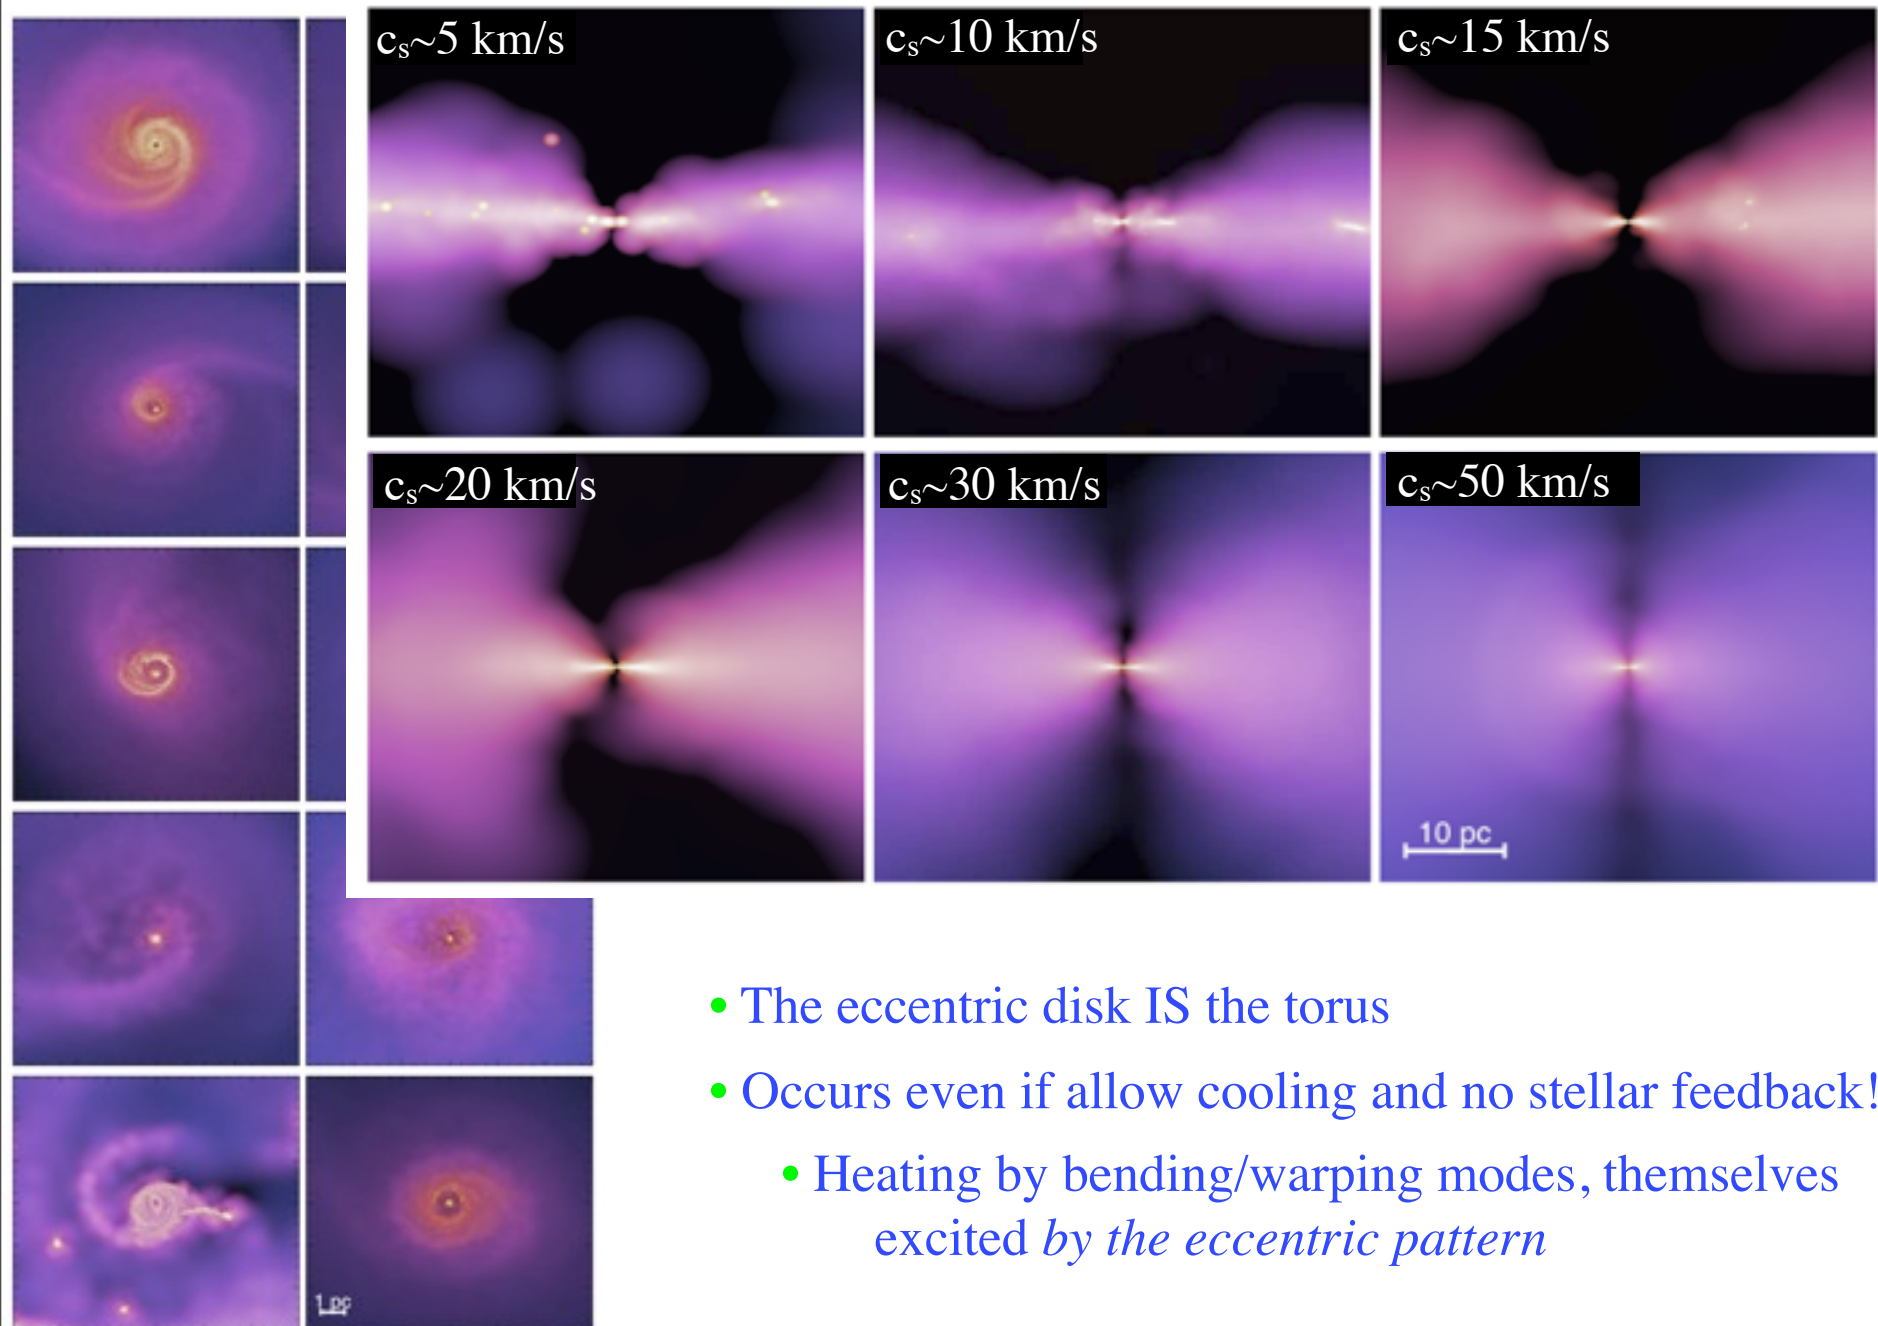 cs~5 km/s
cs~10 km/s
cs~15 km/s
cs~20 km/s
cs~30 km/s
cs~50 km/s
10 pc
• The eccentric disk IS the torus
• Occurs even if allow cooling and no stellar feedback!
• Heating by bending/warping modes, themselves
excited by the eccentric pattern
1 pc